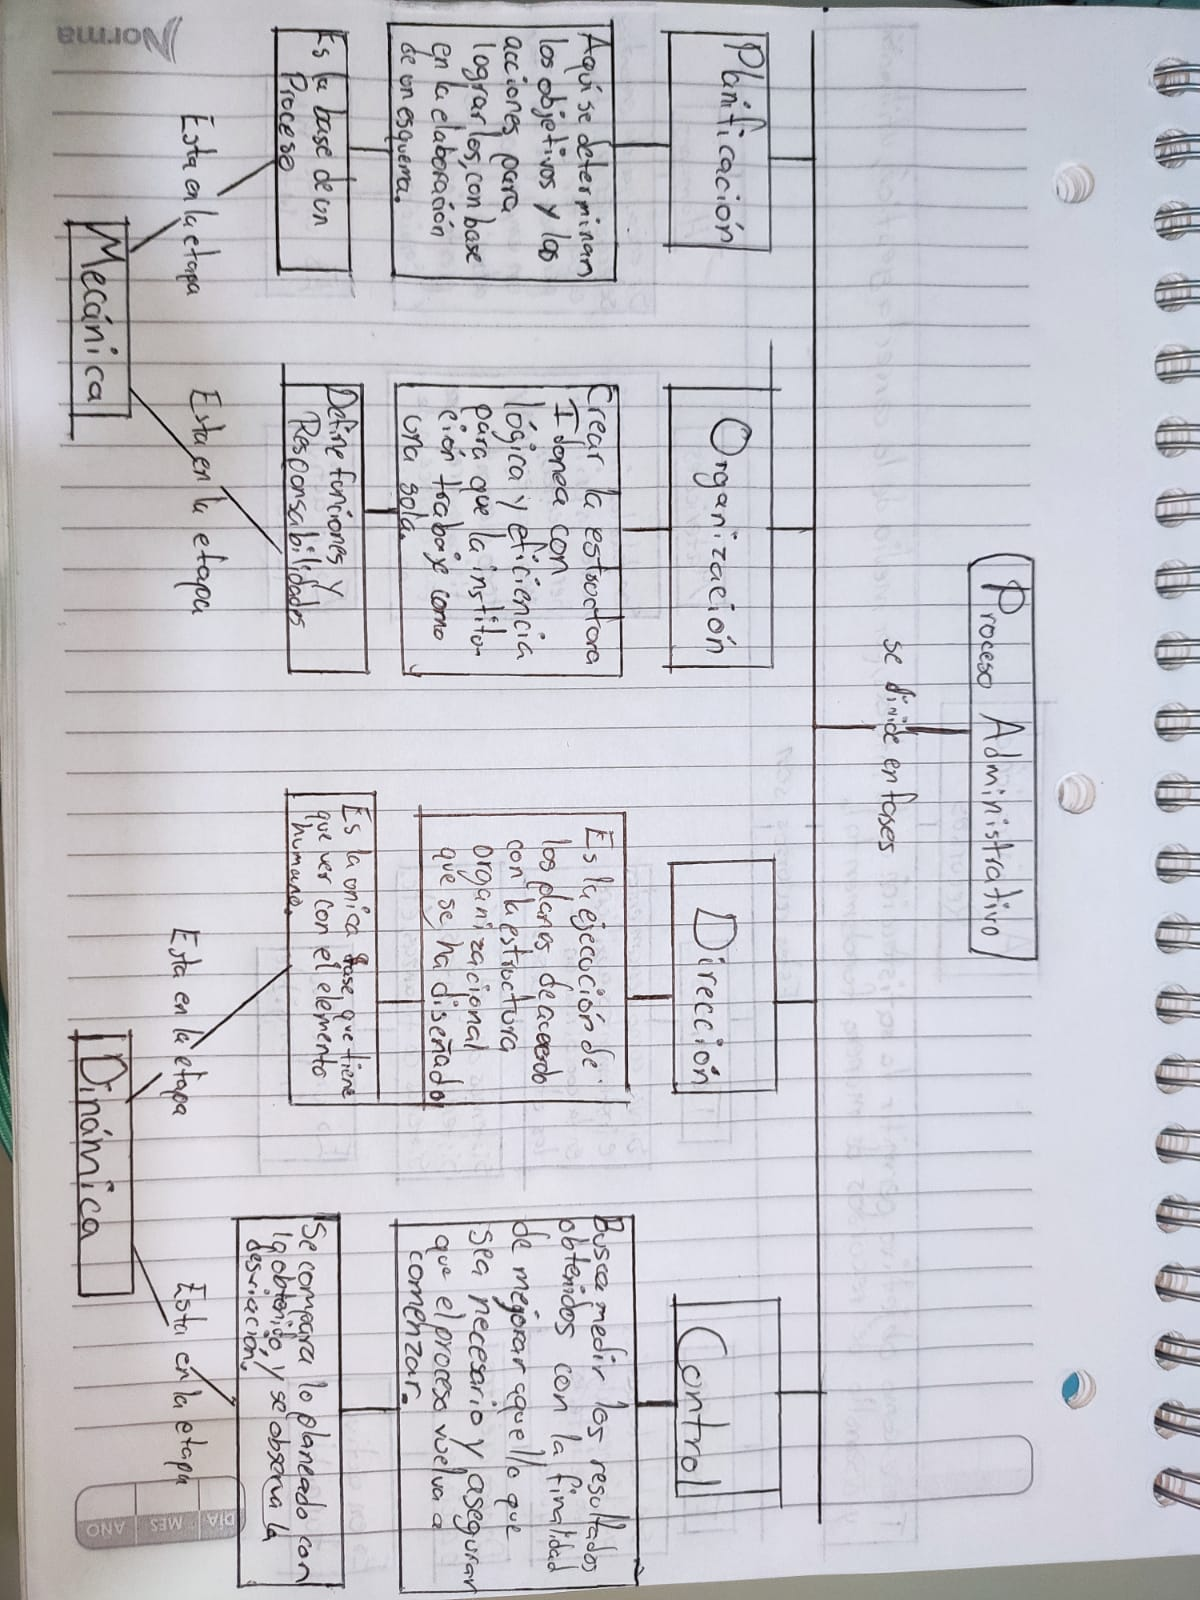 Proceso Administrativo
se divide en fases
Planificación
Aquí se determinan
los objetivos y las
acciones para
lograrlos, con base
en la elaboración
de un esquema.
Es la base de un
Proceso
Esta en la etapa
Mecánica
Organización
Crear la estructura
Idonea con
lógica y eficiencia
para que la institu-
ción trabaje como
una sola.
Define funciones y
Responsabilidades
Esta en la etapa
Dirección
Es la ejecución de
los planes de acuerdo
con la estructura
organizacional
que se ha diseñado
Es la única fase que tiene
que ver con el elemento
humano.
Esta en la etapa
Dinámica
Control
Busca medir los resultados
obtenidos con la finalidad
de mejorar aquello que
sea necesario y asegurar
que el proceso vuelva a
comenzar.
Se compara lo planeado con
lo obtenido y se observa la
desviación.
Esta en la etapa
Norma
DÍA MES ANO